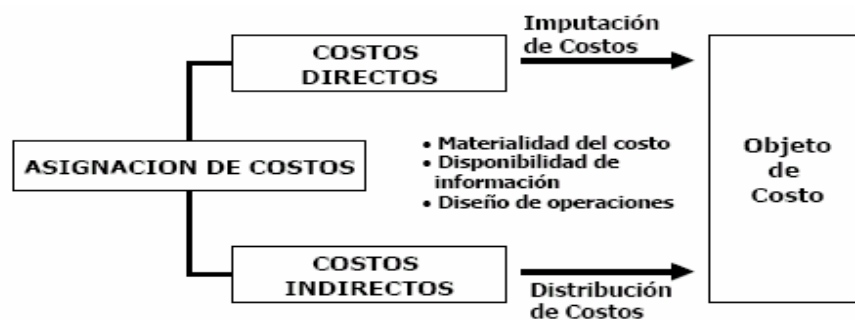 COSTOS
DIRECTOS
Imputación
de Costos
ASIGNACION DE COSTOS
• Materialidad del costo
• Disponibilidad de
información
• Diseño de operaciones
Objeto
de
Costo
COSTOS
INDIRECTOS
Distribución
de Costos